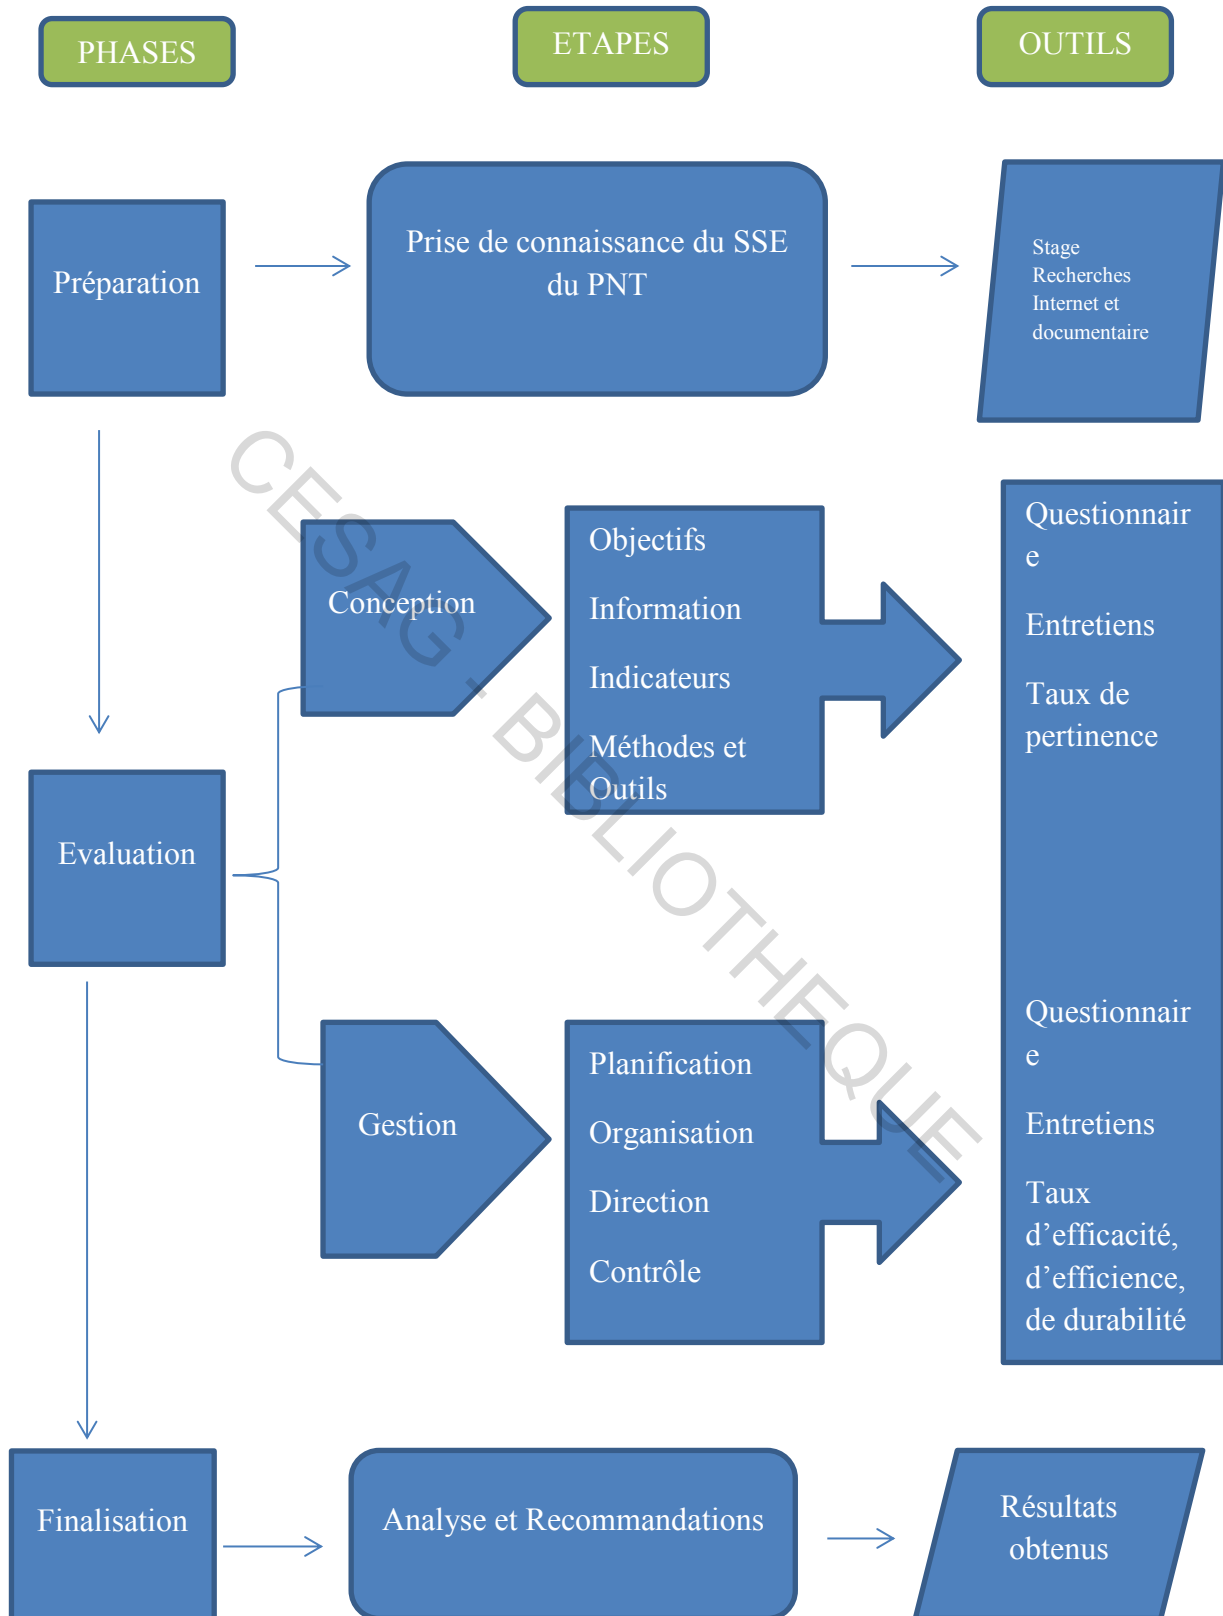 PHASES
ETAPES
OUTILS
Préparation
Prise de connaissance du SSE
du PNT
Stage
Recherches
Internet et
documentaire
Evaluation
Conception
Objectifs
Information
Indicateurs
Méthodes et
Outils
Questionnair
e
Entretiens
Taux de
pertinence
Gestion
Planification
Organisation
Direction
Contrôle
Questionnair
e
Entretiens
Taux
d’efficacité,
d’efficience,
de durabilité
Finalisation
Analyse et Recommandations
Résultats
obtenus
CESAG - BIBLIOTHEQUE